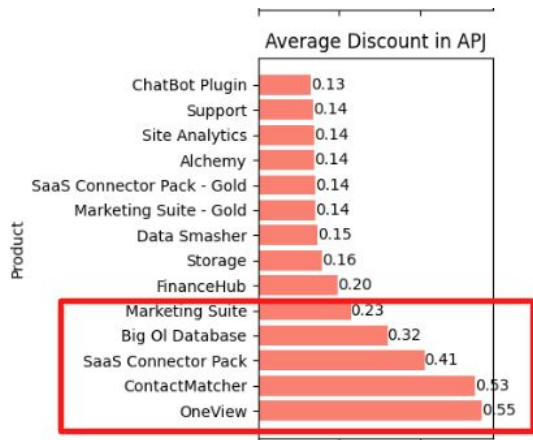 Average Discount in APJ
Product
ChatBot Plugin 0.13
Support 0.14
Site Analytics 0.14
Alchemy 0.14
SaaS Connector Pack - Gold 0.14
Marketing Suite - Gold 0.14
Data Smasher 0.15
Storage 0.16
FinanceHub 0.20
Marketing Suite 0.23
Big Ol Database 0.32
SaaS Connector Pack 0.41
ContactMatcher 0.53
OneView 0.55